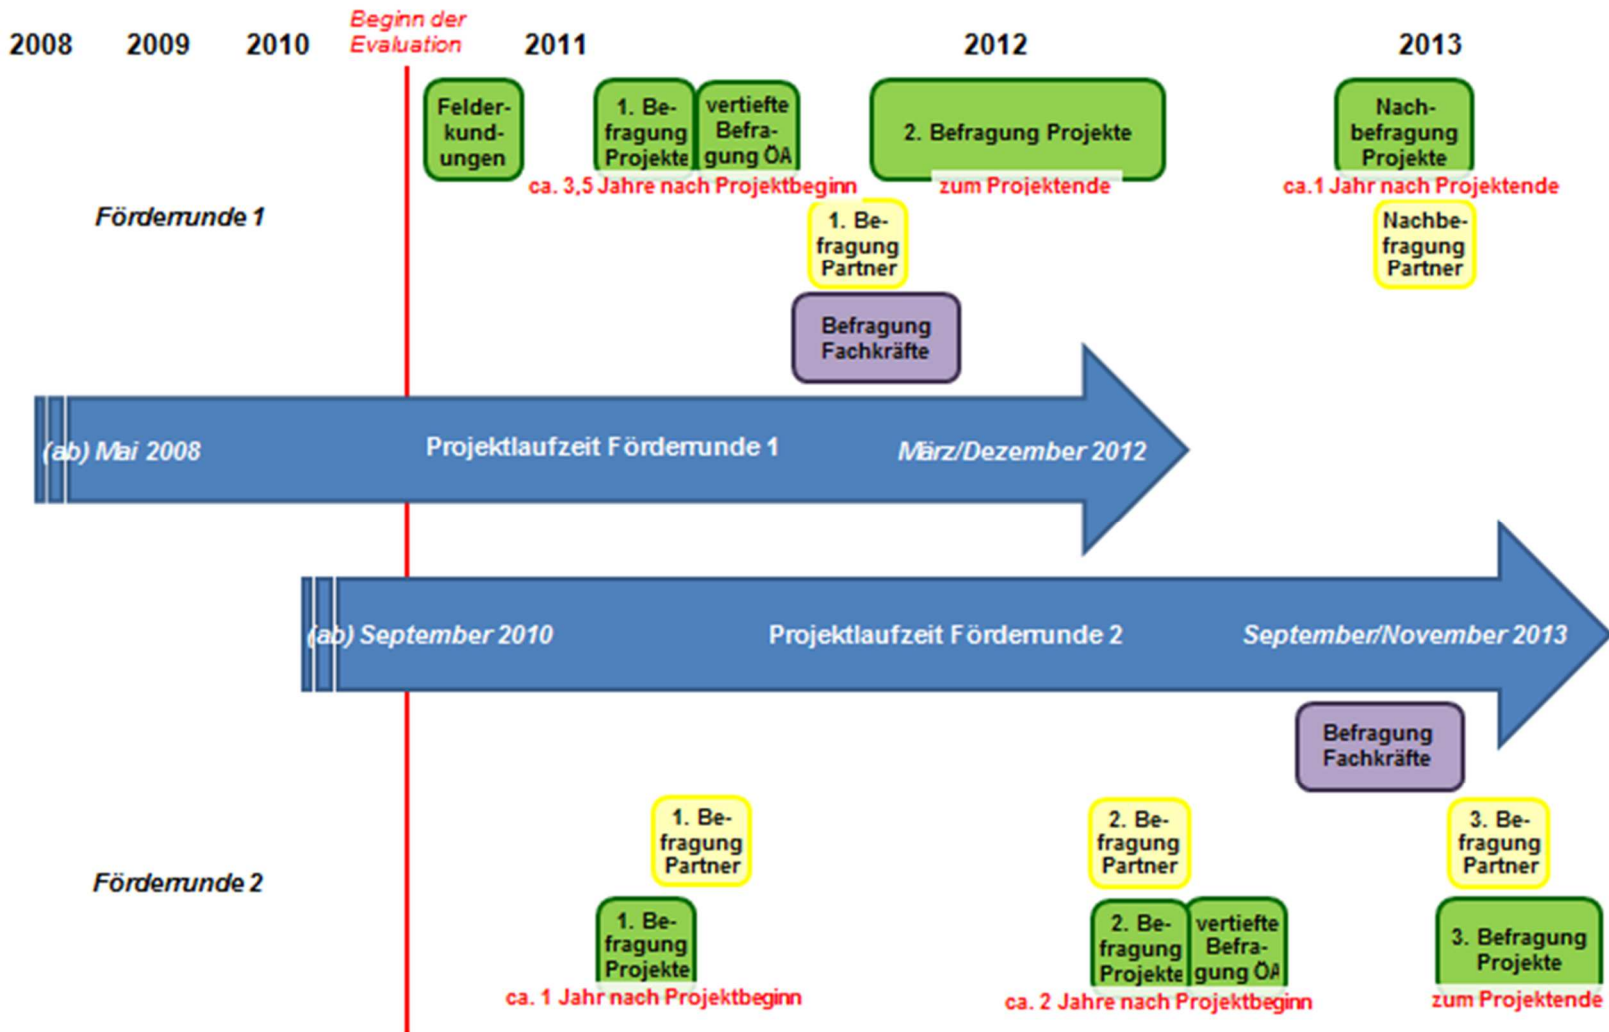 Beginn der
Evaluation
2008
2009
2010
2011
2012
2013
Felder-
kund-
ungen
1. Be-
fragung
Projekte
vertiefte
Befra-
gung ÖA
2. Befragung Projekte
Nach-
befragung
Projekte
ca. 3,5 Jahre nach Projektbeginn
zum Projektende
ca.1 Jahr nach Projektende
Förderrunde 1
1. Be-
fragung
Partner
Nachbe-
fragung
Partner
Befragung
Fachkräfte
(ab) Mai 2008
Projektlaufzeit Förderrunde 1
März/Dezember 2012
(ab) September 2010
Projektlaufzeit Förderrunde 2
September/November 2013
Befragung
Fachkräfte
1. Be-
fragung
Partner
2. Be-
fragung
Partner
3. Be-
fragung
Partner
Förderrunde 2
1. Be-
fragung
Projekte
2. Be-
fragung
Projekte
vertiefte
Befra-
gung ÖA
3. Befragung
Projekte
ca. 1 Jahr nach Projektbeginn
ca. 2 Jahre nach Projektbeginn
zum Projektende